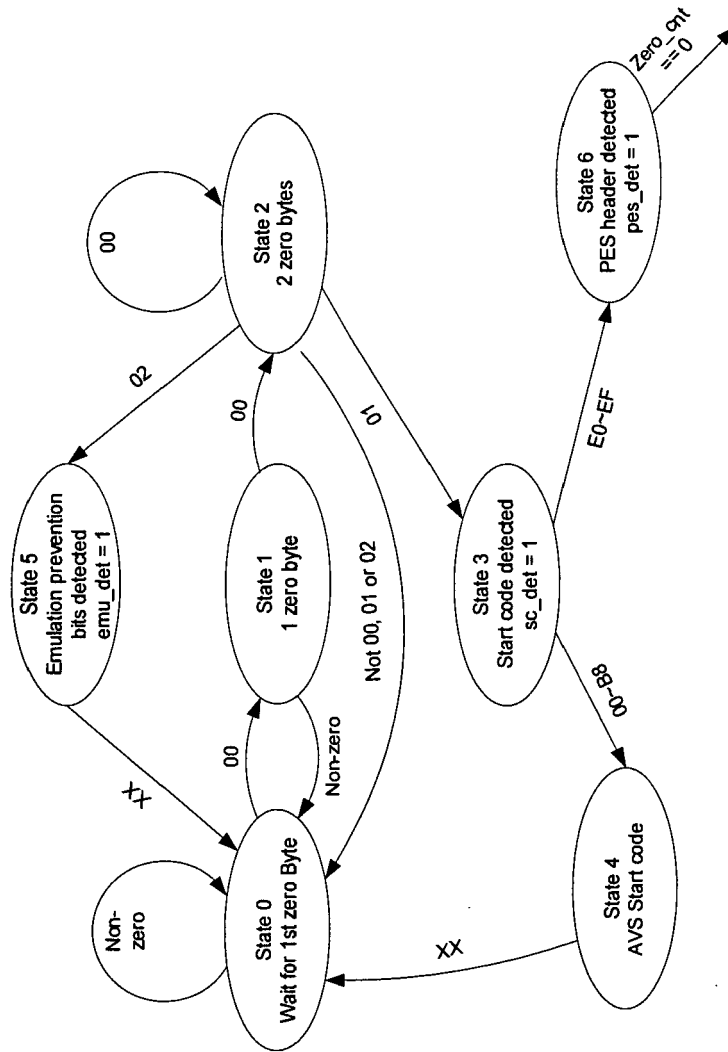 Non-
zero
State 0
Wait for 1st zero Byte
00
Non-zero
State 1
1 zero byte
00
State 2
2 zero bytes
00
02
State 5
Emulation prevention
bits detected
emu_det = 1
XX
Not 00, 01 or 02
01
State 3
Start code detected
sc_det = 1
00~B8
State 4
AVS Start code
XX
E0~EF
State 6
PES header detected
pes_det = 1
Zero_cnt
==0